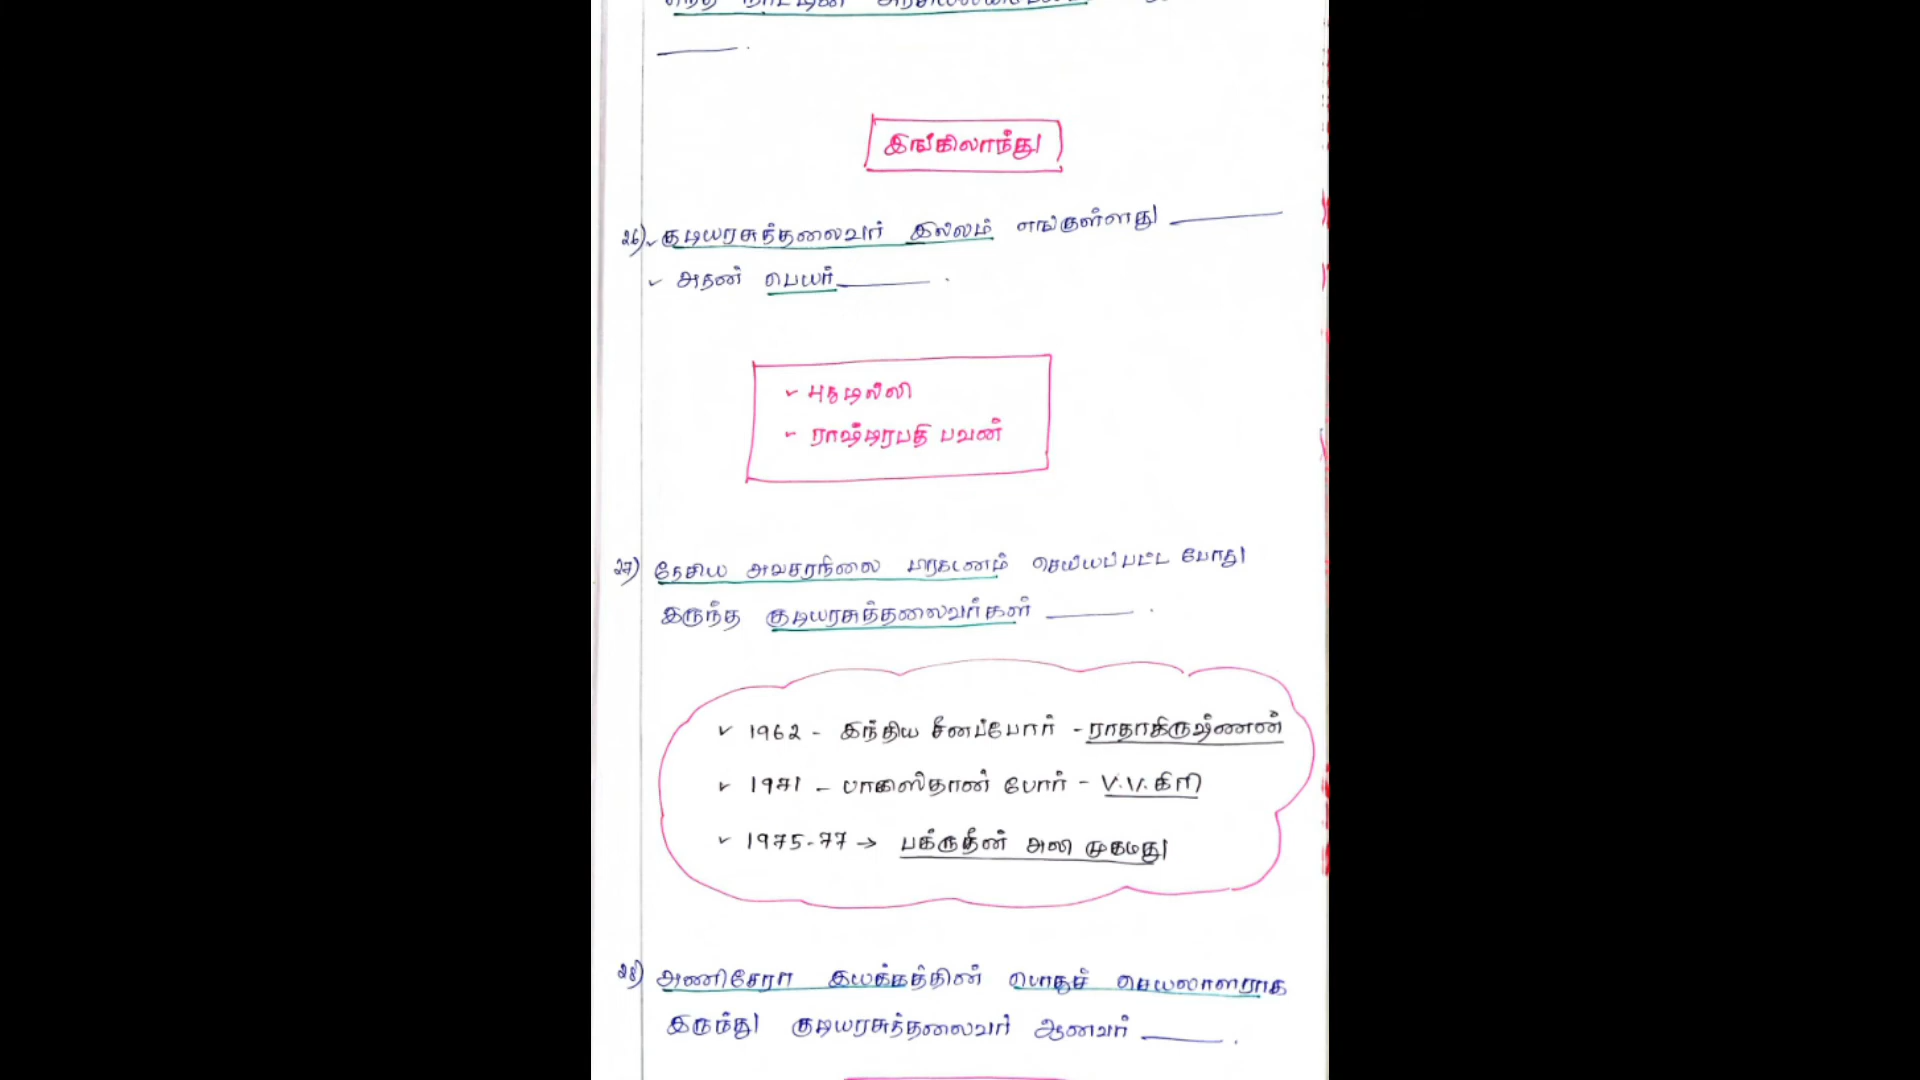 இங்கிலாந்து
26) குடியரசுத்தலைவர் இல்லம் எங்குள்ளது ______
அதன் பெயர் ______ .
புதுடில்லி
ராஷ்டிரபதி பவன்
27) தேசிய அவசரநிலை பிரகடனம் செய்யப்பட்ட போது
இருந்த குடியரசுத்தலைவர்கள் ______ .
1962 - இந்திய சீனப்போர் - ராதாகிருஷ்ணன்
1971 - பாகிஸ்தான் போர் - V.V.கிரி
1975-77 → பக்ருதீன் அலி முகமது
28) அணிசேரா இயக்கத்தின் பொதுச் செயலாளராக
இருந்து குடியரசுத்தலைவர் ஆனவர் ______ .